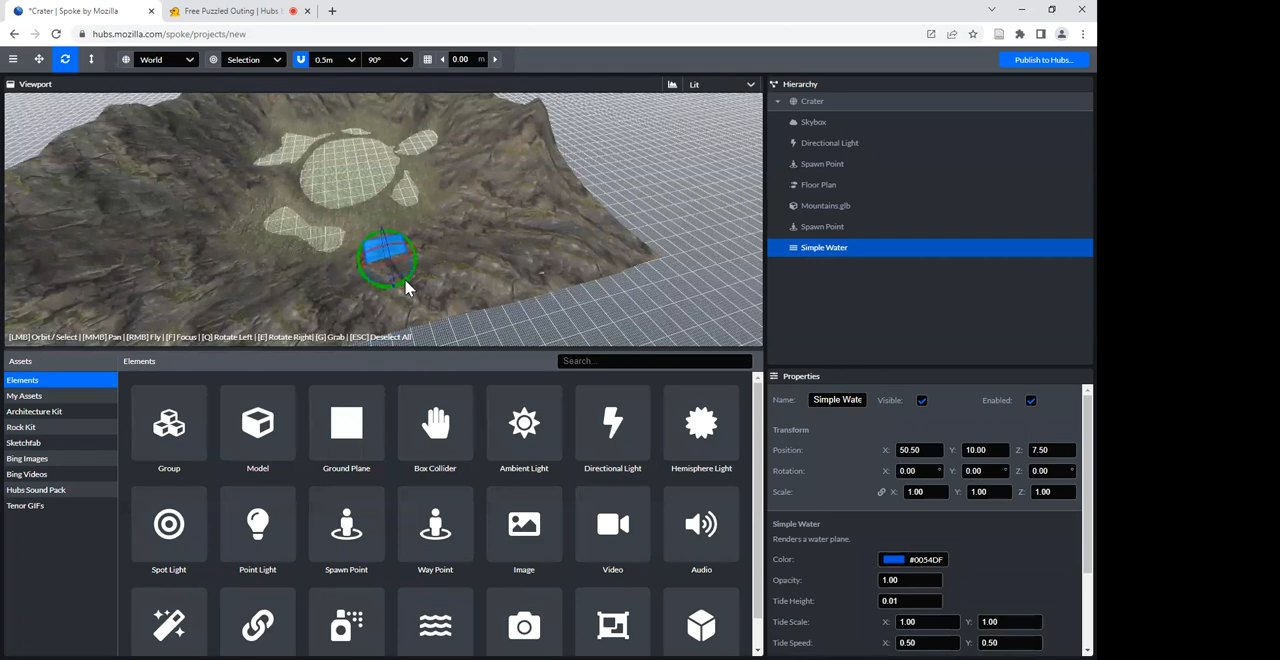 *Crater | Spoke by Mozilla
Free Puzzled Outing | Hubs
hubs.mozilla.com/spoke/projects/new
World Selection 0.5m 90° 0.00 m Publish to Hubs...
Viewport Lit
[LMB] Orbit / Select | [MMB] Pan | [RMB] Fly | [F] Focus | [Q] Rotate Left | [E] Rotate Right | [G] Grab | [ESC] Deselect All
Assets
Elements
My Assets
Architecture Kit
Rock Kit
Sketchfab
Bing Images
Bing Videos
Hubs Sound Pack
Tenor GIFs
Elements Search...
Group Model Ground Plane Box Collider Ambient Light Directional Light Hemisphere Light
Spot Light Point Light Spawn Point Way Point Image Video Audio
Hierarchy
Crater
Skybox
Directional Light
Spawn Point
Floor Plan
Mountains.glb
Spawn Point
Simple Water
Properties
Name: Simple Wate Visible: Enabled:
Transform
Position: X: 50.50 Y: 10.00 Z: 7.50
Rotation: X: 0.00 ° Y: 0.00 ° Z: 0.00 °
Scale: X: 1.00 Y: 1.00 Z: 1.00
Simple Water
Renders a water plane.
Color: #0054DF
Opacity: 1.00
Tide Height: 0.01
Tide Scale: X: 1.00 Y: 1.00
Tide Speed: X: 0.50 Y: 0.50